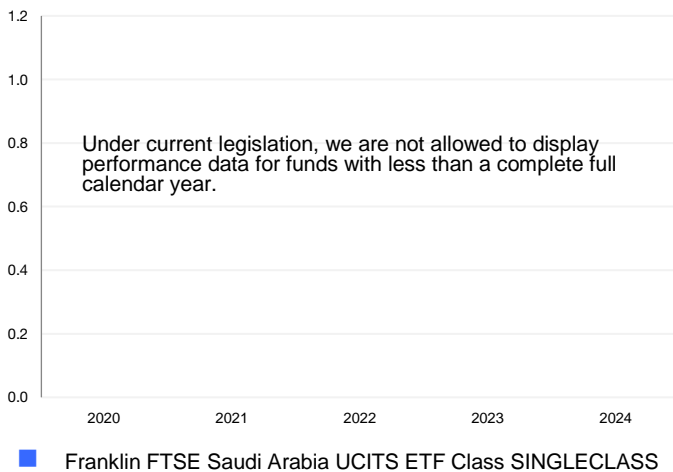 1.2
1.0
0.8
Under current legislation, we are not allowed to display
performance data for funds with less than a complete full
calendar year.
0.6
0.4
0.2
0.0
2020 2021 2022 2023 2024
Franklin FTSE Saudi Arabia UCITS ETF Class SINGLECLASS